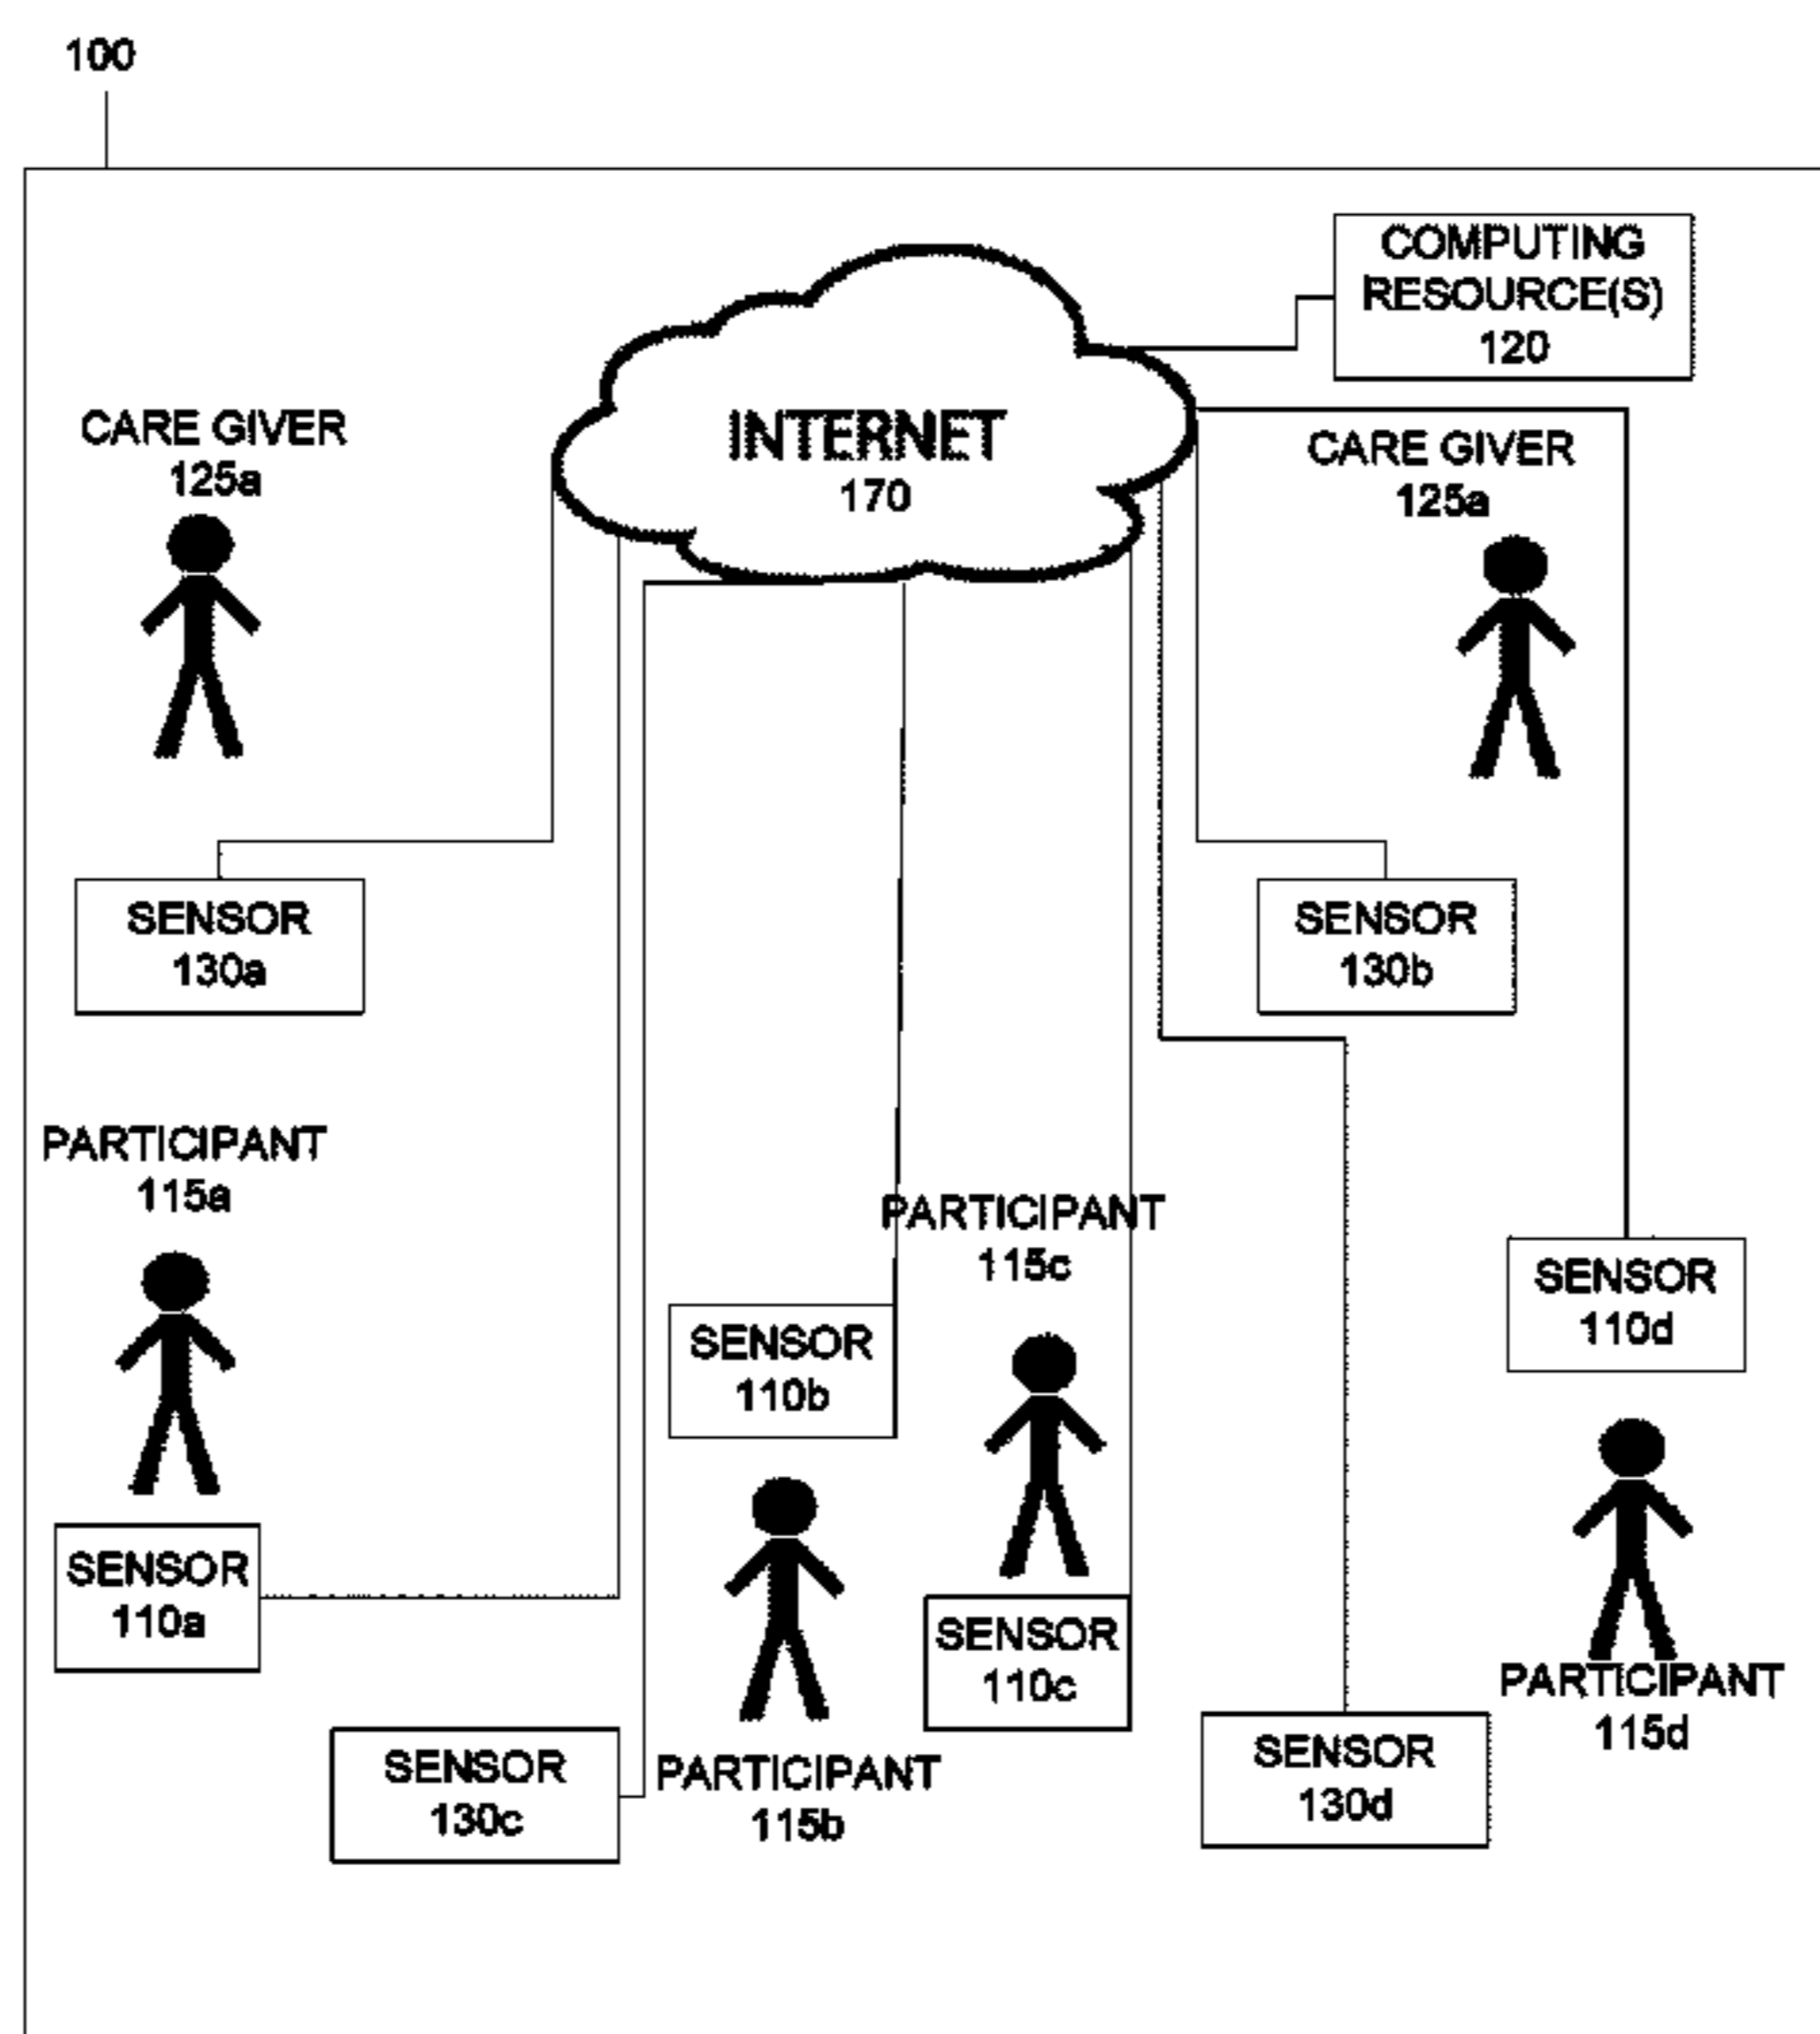 100
COMPUTING
RESOURCE(S)
120
INTERNET
170
CARE GIVER
125a
CARE GIVER
125a
SENSOR
130a
SENSOR
130b
PARTICIPANT
115a
PARTICIPANT
115c
SENSOR
110d
SENSOR
110b
SENSOR
110a
SENSOR
110c
PARTICIPANT
115d
SENSOR
130c
PARTICIPANT
115b
SENSOR
130d